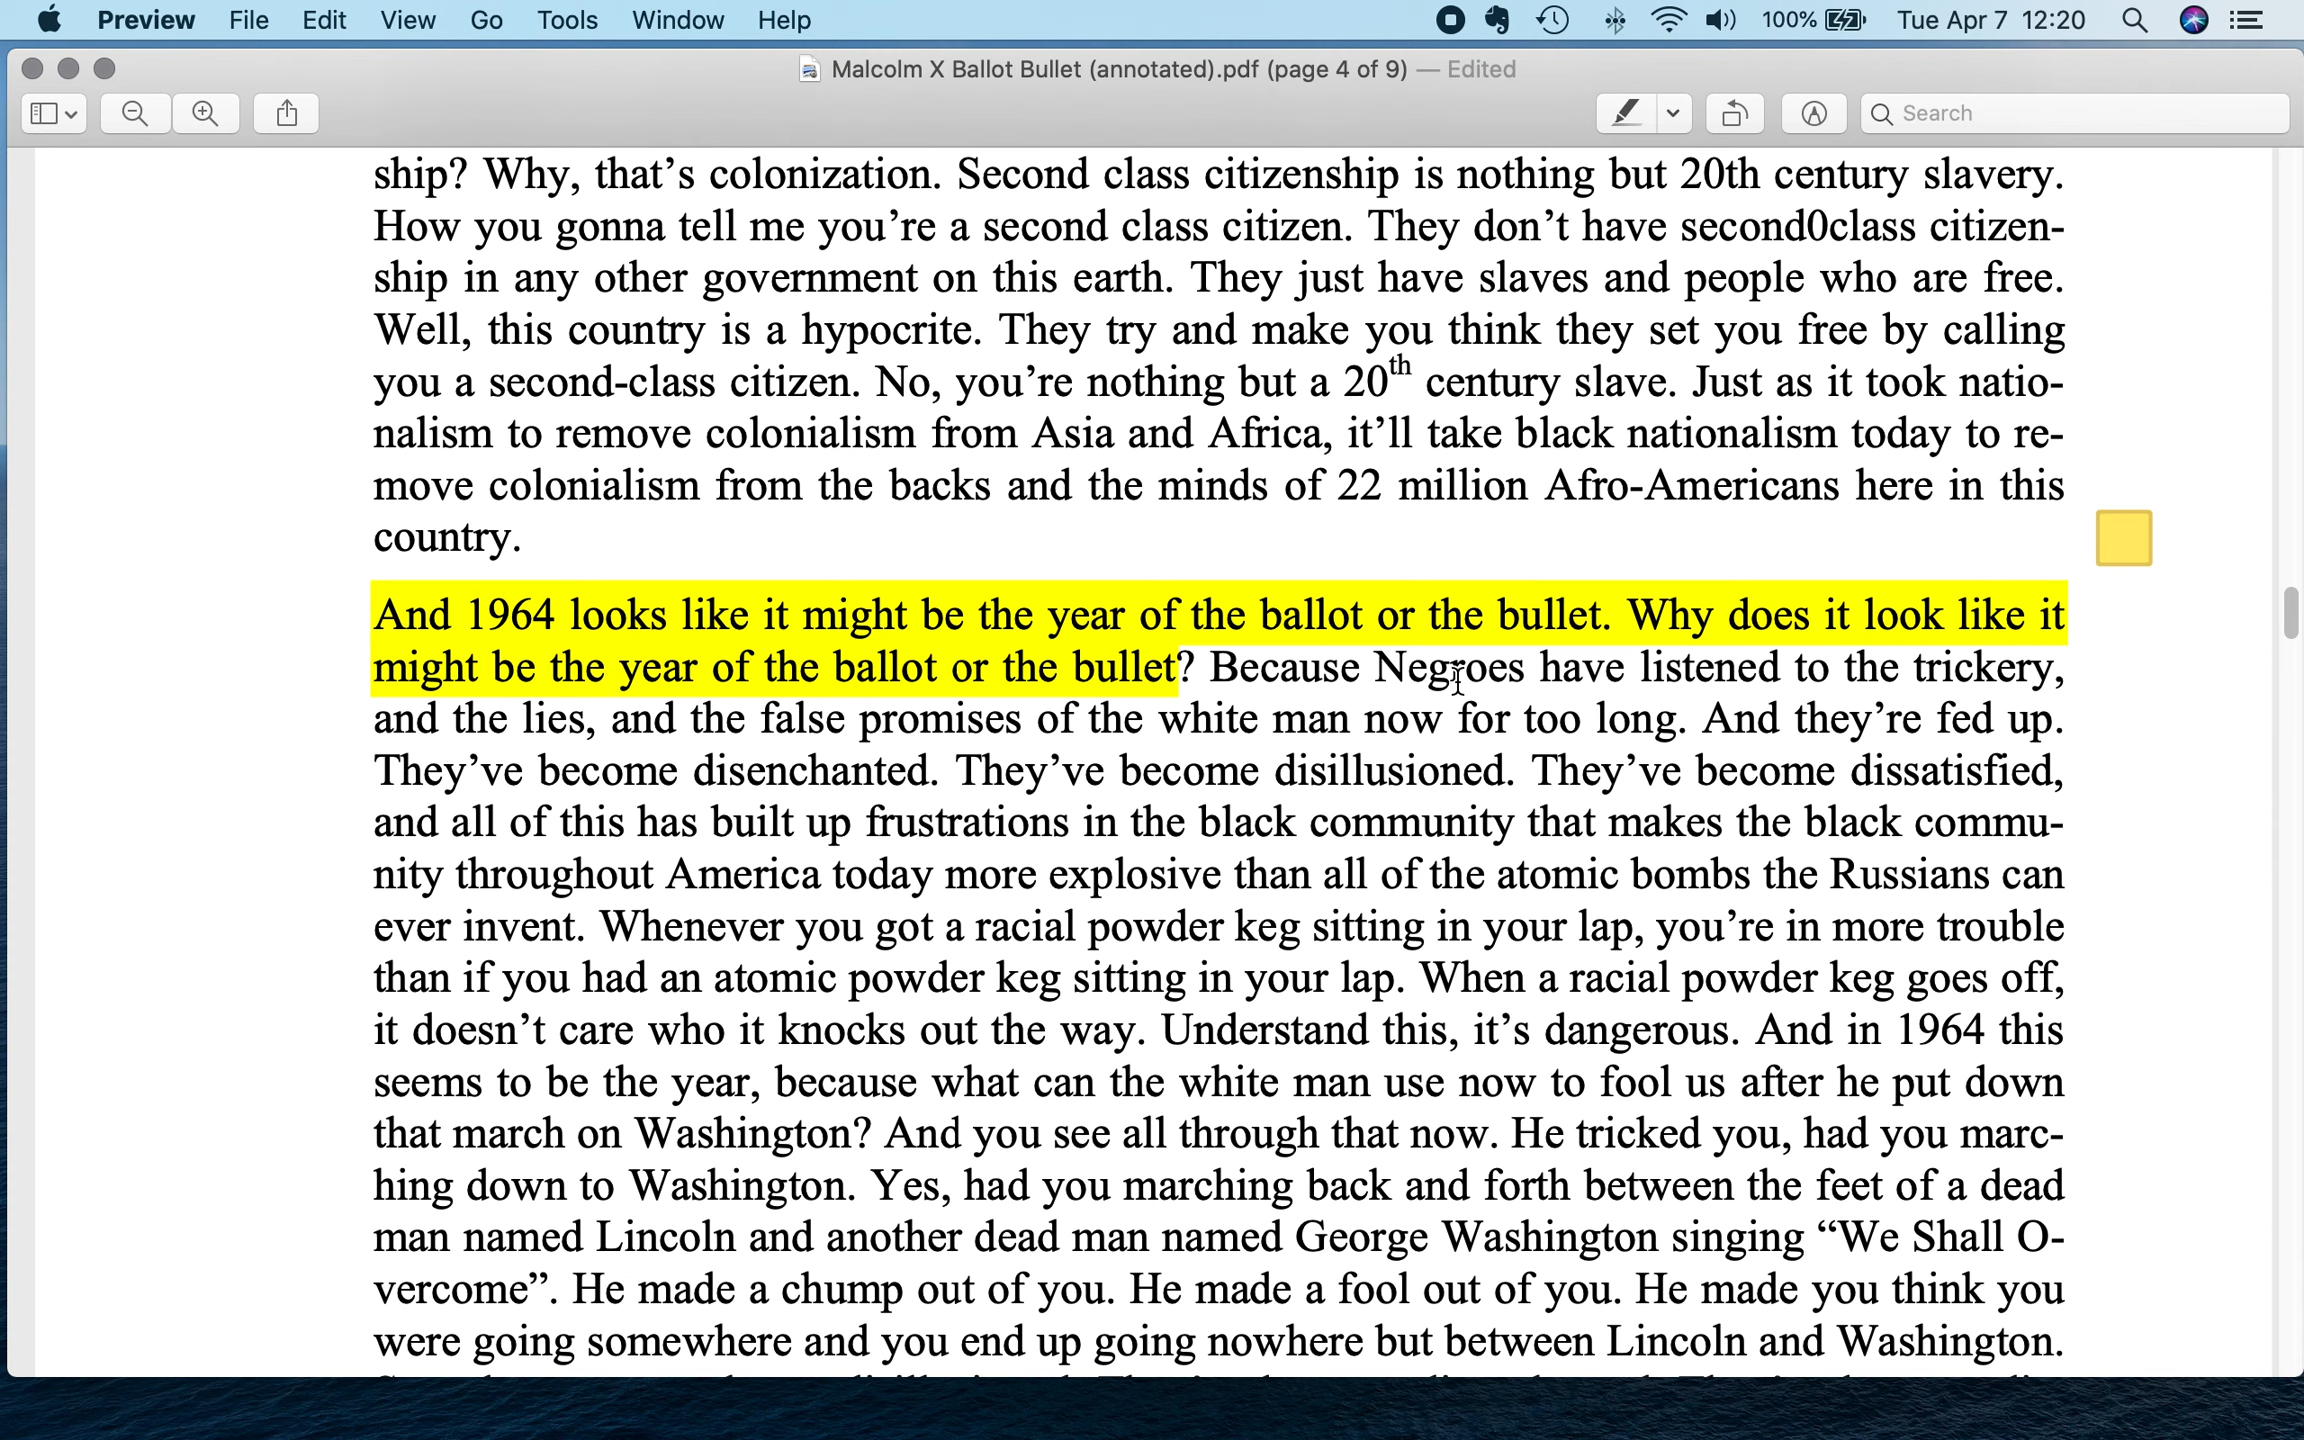 Preview File Edit View Go Tools Window Help 100% Tue Apr 7 12:20
Malcolm X Ballot Bullet (annotated).pdf (page 4 of 9) — Edited
Search
ship? Why, that’s colonization. Second class citizenship is nothing but 20th century slavery.
How you gonna tell me you’re a second class citizen. They don’t have second0class citizen-
ship in any other government on this earth. They just have slaves and people who are free.
Well, this country is a hypocrite. They try and make you think they set you free by calling
you a second-class citizen. No, you’re nothing but a 20th century slave. Just as it took natio-
nalism to remove colonialism from Asia and Africa, it’ll take black nationalism today to re-
move colonialism from the backs and the minds of 22 million Afro-Americans here in this
country.
And 1964 looks like it might be the year of the ballot or the bullet. Why does it look like it
might be the year of the ballot or the bullet? Because Negroes have listened to the trickery,
and the lies, and the false promises of the white man now for too long. And they’re fed up.
They’ve become disenchanted. They’ve become disillusioned. They’ve become dissatisfied,
and all of this has built up frustrations in the black community that makes the black commu-
nity throughout America today more explosive than all of the atomic bombs the Russians can
ever invent. Whenever you got a racial powder keg sitting in your lap, you’re in more trouble
than if you had an atomic powder keg sitting in your lap. When a racial powder keg goes off,
it doesn’t care who it knocks out the way. Understand this, it’s dangerous. And in 1964 this
seems to be the year, because what can the white man use now to fool us after he put down
that march on Washington? And you see all through that now. He tricked you, had you marc-
hing down to Washington. Yes, had you marching back and forth between the feet of a dead
man named Lincoln and another dead man named George Washington singing “We Shall O-
vercome”. He made a chump out of you. He made a fool out of you. He made you think you
were going somewhere and you end up going nowhere but between Lincoln and Washington.